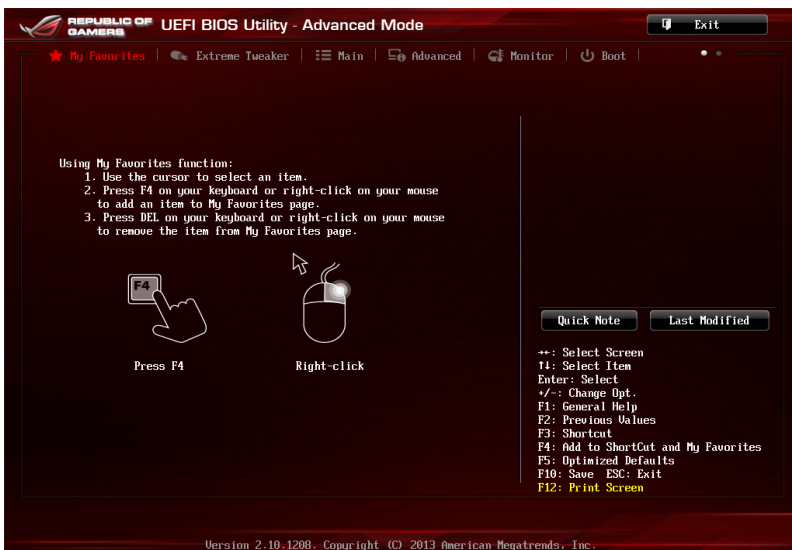 REPUBLIC OF
GAMERS
UEFI BIOS Utility - Advanced Mode
Exit
My Favorites
Extreme Tweaker
Main
Advanced
Monitor
Boot
Using My Favorites function:
1. Use the cursor to select an item.
2. Press F4 on your keyboard or right-click on your mouse
to add an item to My Favorites page.
3. Press DEL on your keyboard or right-click on your mouse
to remove the item from My Favorites page.
F4
Press F4
Right-click
Quick Note
Last Modified
→←: Select Screen
↑↓: Select Item
Enter: Select
+/-: Change Opt.
F1: General Help
F2: Previous Values
F3: Shortcut
F4: Add to ShortCut and My Favorites
F5: Optimized Defaults
F10: Save ESC: Exit
F12: Print Screen
Version 2.10.1208. Copyright (C) 2013 American Megatrends, Inc.